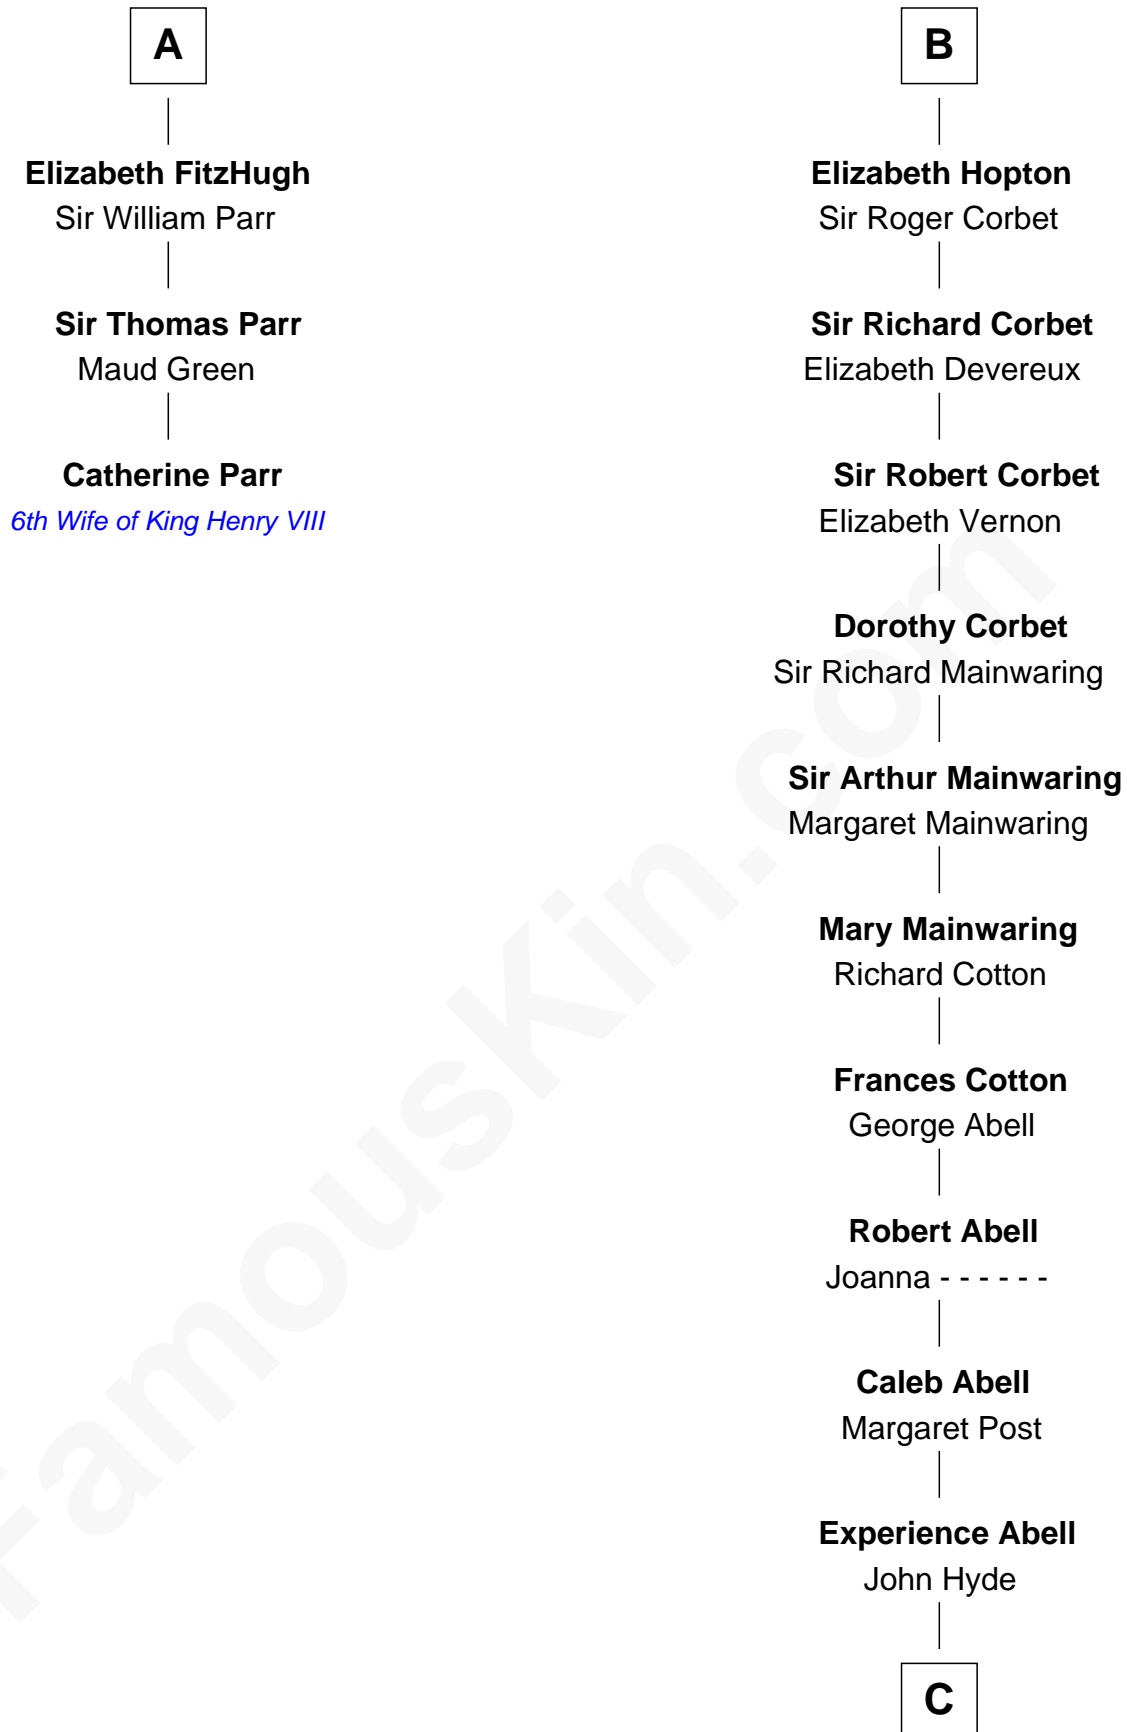 A
Elizabeth FitzHugh
Sir William Parr
Sir Thomas Parr
Maud Green
Catherine Parr
6th Wife of King Henry VIII
B
Elizabeth Hopton
Sir Roger Corbet
Sir Richard Corbet
Elizabeth Devereux
Sir Robert Corbet
Elizabeth Vernon
Dorothy Corbet
Sir Richard Mainwaring
Sir Arthur Mainwaring
Margaret Mainwaring
Mary Mainwaring
Richard Cotton
Frances Cotton
George Abell
Robert Abell
Joanna - - - - - -
Caleb Abell
Margaret Post
Experience Abell
John Hyde
C
FamousKin.com